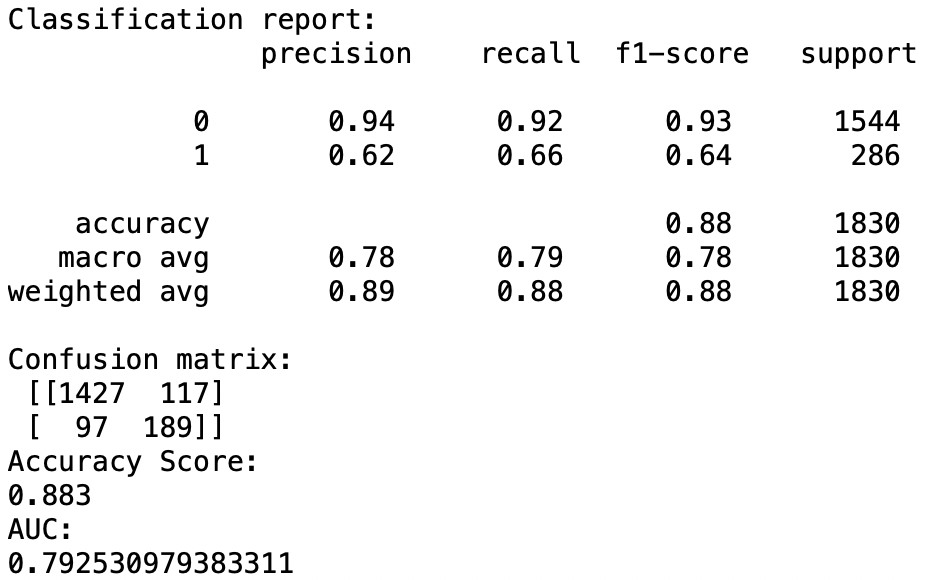 Classification report:
precision recall f1-score support
0 0.94 0.92 0.93 1544
1 0.62 0.66 0.64 286
accuracy 0.88 1830
macro avg 0.78 0.79 0.78 1830
weighted avg 0.89 0.88 0.88 1830
Confusion matrix:
[[1427 117]
[ 97 189]]
Accuracy Score:
0.883
AUC:
0.792530979383311